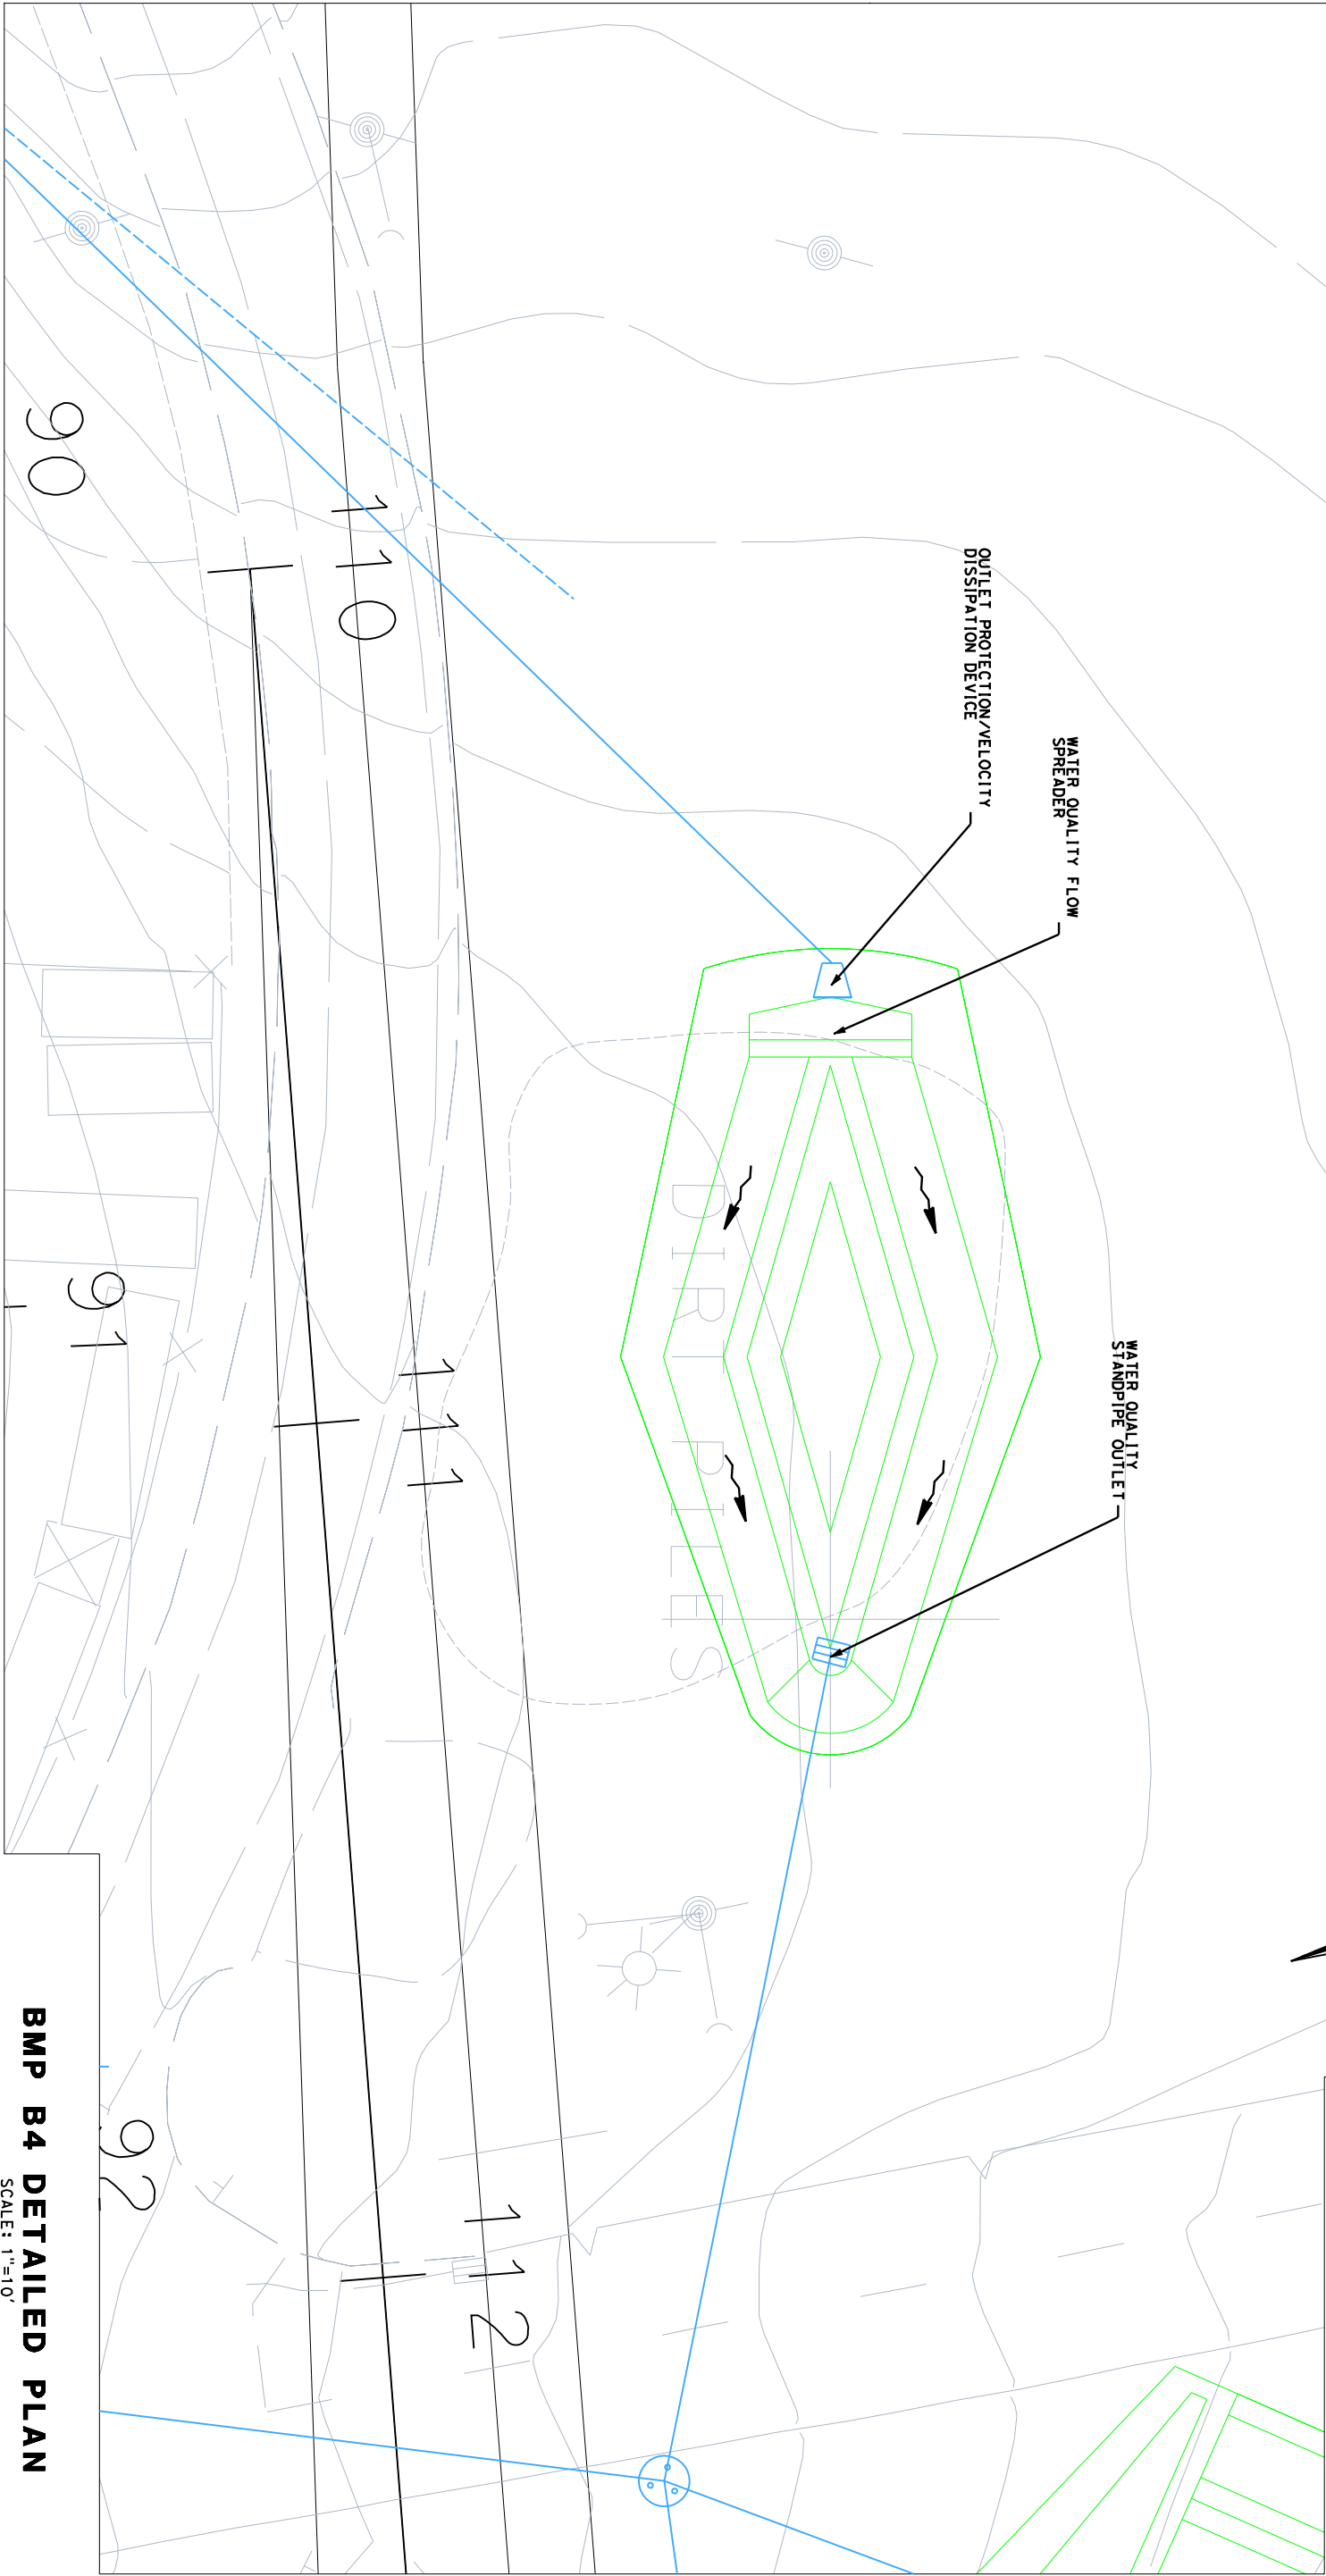 OUTLET PROTECTION/VELOCITY
DISSIPATION DEVICE
WATER QUALITY FLOW
SPREADER
WATER QUALITY
STANDPIPE OUTLET
DIRT PILES
90
110
91
111
92
112
BMP B4 DETAILED PLAN
SCALE: 1"=10'